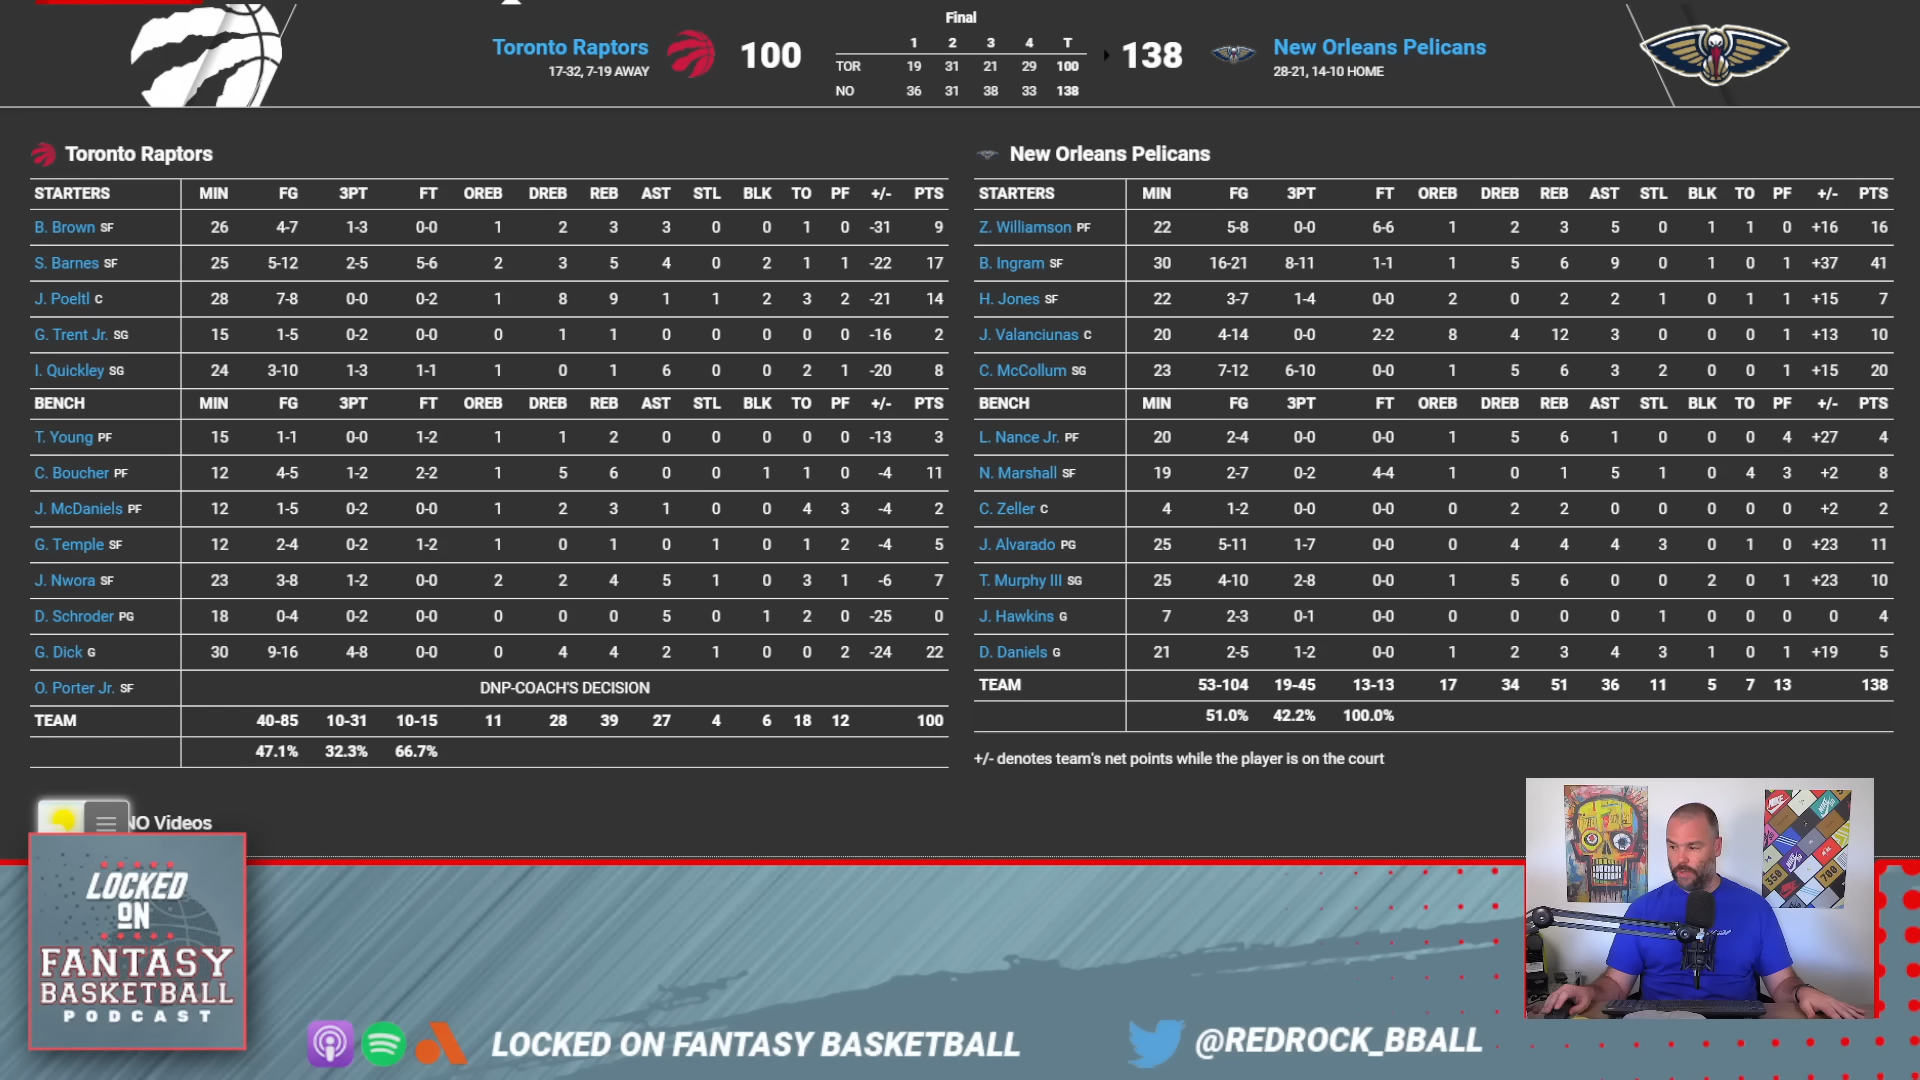 Final
Toronto Raptors
17-32, 7-19 AWAY
100
1 2 3 4 T
TOR 19 31 21 29 100
NO 36 31 38 33 138
138
New Orleans Pelicans
28-21, 14-10 HOME
Toronto Raptors
STARTERS MIN FG 3PT FT OREB DREB REB AST STL BLK TO PF +/- PTS
B. Brown SF 26 4-7 1-3 0-0 1 2 3 3 0 0 1 0 -31 9
S. Barnes SF 25 5-12 2-5 5-6 2 3 5 4 0 2 1 1 -22 17
J. Poeltl C 28 7-8 0-0 0-2 1 8 9 1 1 2 3 2 -21 14
G. Trent Jr. SG 15 1-5 0-2 0-0 0 1 1 0 0 0 0 0 -16 2
I. Quickley SG 24 3-10 1-3 1-1 1 0 1 6 0 0 2 1 -20 8
BENCH MIN FG 3PT FT OREB DREB REB AST STL BLK TO PF +/- PTS
T. Young PF 15 1-1 0-0 1-2 1 1 2 0 0 0 0 0 -13 3
C. Boucher PF 12 4-5 1-2 2-2 1 5 6 0 0 1 1 0 -4 11
J. McDaniels PF 12 1-5 0-2 0-0 1 2 3 1 0 0 4 3 -4 2
G. Temple SF 12 2-4 0-2 1-2 1 0 1 0 1 0 1 2 -4 5
J. Nwora SF 23 3-8 1-2 0-0 2 2 4 5 1 0 3 1 -6 7
D. Schroder PG 18 0-4 0-2 0-0 0 0 0 5 0 1 2 0 -25 0
G. Dick G 30 9-16 4-8 0-0 0 4 4 2 1 0 0 2 -24 22
O. Porter Jr. SF DNP-COACH'S DECISION
TEAM 40-85 10-31 10-15 11 28 39 27 4 6 18 12 100
47.1% 32.3% 66.7%
New Orleans Pelicans
STARTERS MIN FG 3PT FT OREB DREB REB AST STL BLK TO PF +/- PTS
Z. Williamson PF 22 5-8 0-0 6-6 1 2 3 5 0 1 1 0 +16 16
B. Ingram SF 30 16-21 8-11 1-1 1 5 6 9 0 1 0 1 +37 41
H. Jones SF 22 3-7 1-4 0-0 2 0 2 2 1 0 1 1 +15 7
J. Valanciunas C 20 4-14 0-0 2-2 8 4 12 3 0 0 0 1 +13 10
C. McCollum SG 23 7-12 6-10 0-0 1 5 6 3 2 0 0 1 +15 20
BENCH MIN FG 3PT FT OREB DREB REB AST STL BLK TO PF +/- PTS
L. Nance Jr. PF 20 2-4 0-0 0-0 1 5 6 1 0 0 0 4 +27 4
N. Marshall SF 19 2-7 0-2 4-4 1 0 1 5 1 0 4 3 +2 8
C. Zeller C 4 1-2 0-0 0-0 0 2 2 0 0 0 0 0 +2 2
J. Alvarado PG 25 5-11 1-7 0-0 0 4 4 4 3 0 1 0 +23 11
T. Murphy III SG 25 4-10 2-8 0-0 1 5 6 0 0 2 0 1 +23 10
J. Hawkins G 7 2-3 0-1 0-0 0 0 0 0 1 0 0 0 0 4
D. Daniels G 21 2-5 1-2 0-0 1 2 3 4 3 1 0 1 +19 5
TEAM 53-104 19-45 13-13 17 34 51 36 11 5 7 13 138
51.0% 42.2% 100.0%
+/- denotes team's net points while the player is on the court
NO Videos
LOCKED
ON
FANTASY
BASKETBALL
PODCAST
LOCKED ON FANTASY BASKETBALL
@REDROCK_BBALL
NIKE
350
700